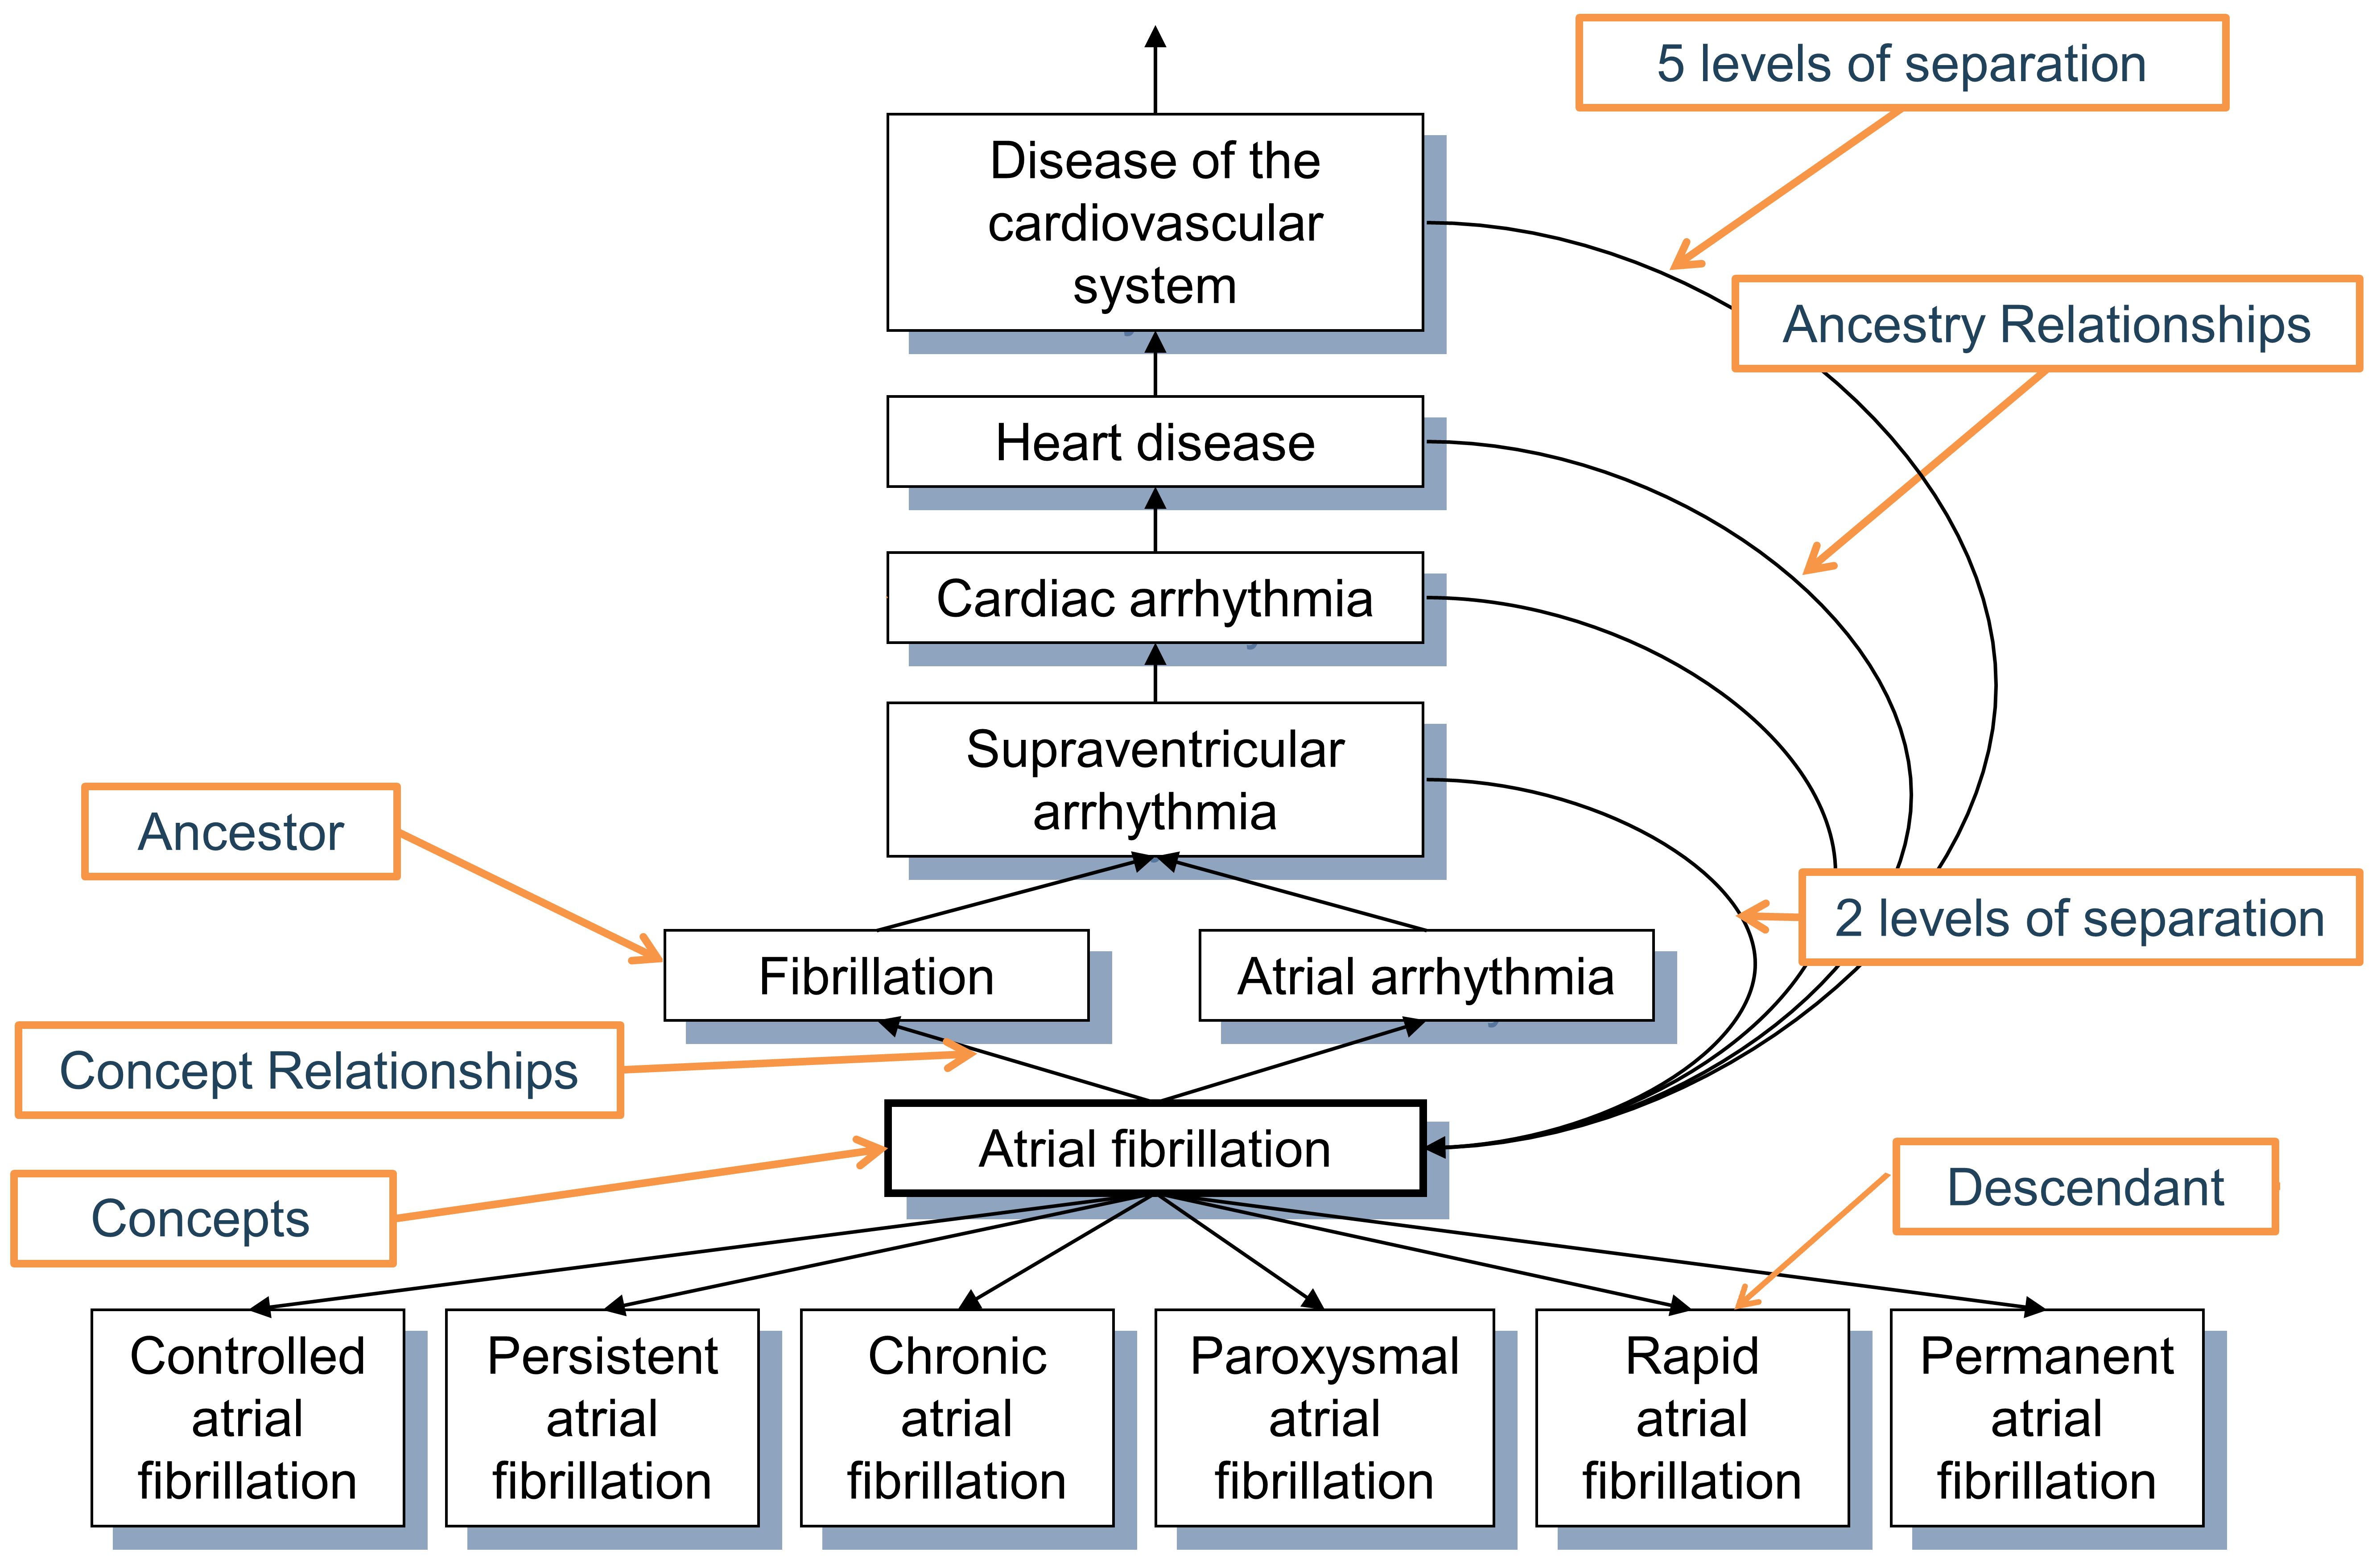 5 levels of separation
Disease of the
cardiovascular
system
Ancestry Relationships
Heart disease
Cardiac arrhythmia
Supraventricular
arrhythmia
Ancestor
2 levels of separation
Fibrillation
Atrial arrhythmia
Concept Relationships
Atrial fibrillation
Descendant
Concepts
Controlled
atrial
fibrillation
Persistent
atrial
fibrillation
Chronic
atrial
fibrillation
Paroxysmal
atrial
fibrillation
Rapid
atrial
fibrillation
Permanent
atrial
fibrillation